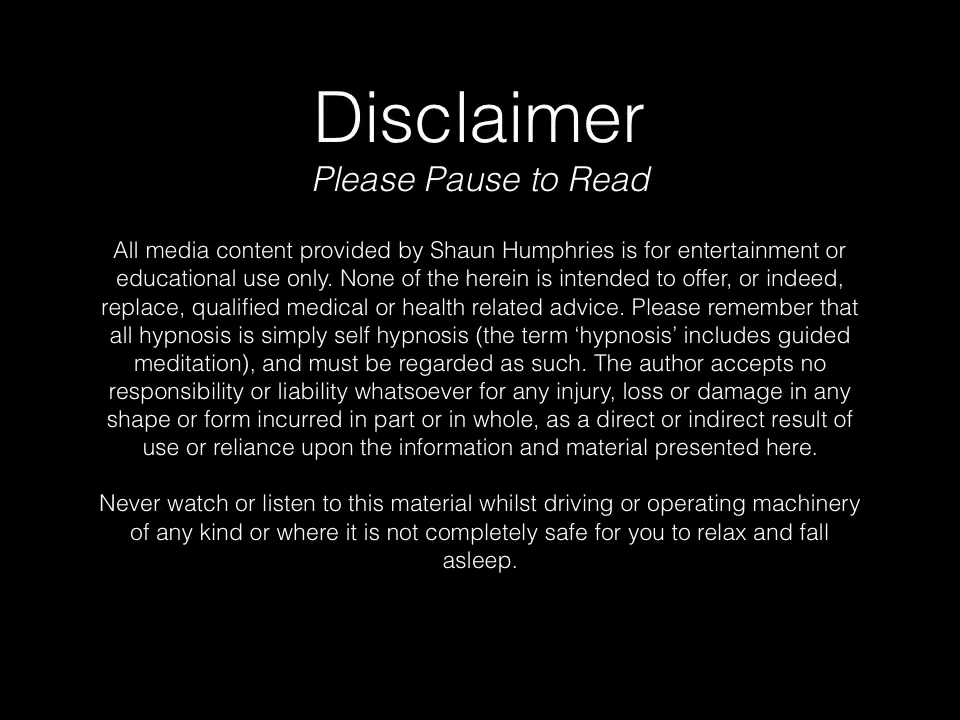 Disclaimer
Please Pause to Read
All media content provided by Shaun Humphries is for entertainment or
educational use only. None of the herein is intended to offer, or indeed,
replace, qualified medical or health related advice. Please remember that
all hypnosis is simply self hypnosis (the term ‘hypnosis’ includes guided
meditation), and must be regarded as such. The author accepts no
responsibility or liability whatsoever for any injury, loss or damage in any
shape or form incurred in part or in whole, as a direct or indirect result of
use or reliance upon the information and material presented here.
Never watch or listen to this material whilst driving or operating machinery
of any kind or where it is not completely safe for you to relax and fall
asleep.